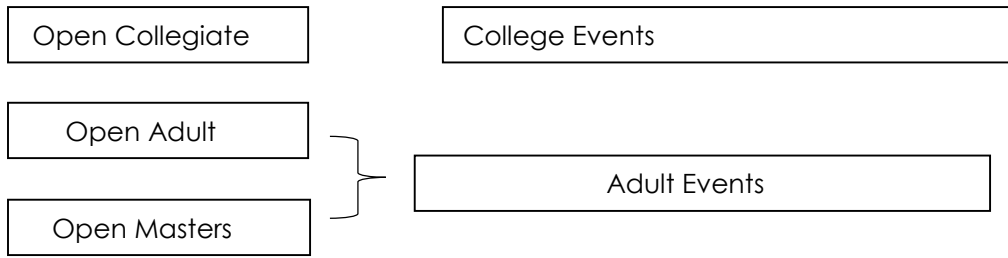 Open Collegiate
College Events
Open Adult
Adult Events
Open Masters